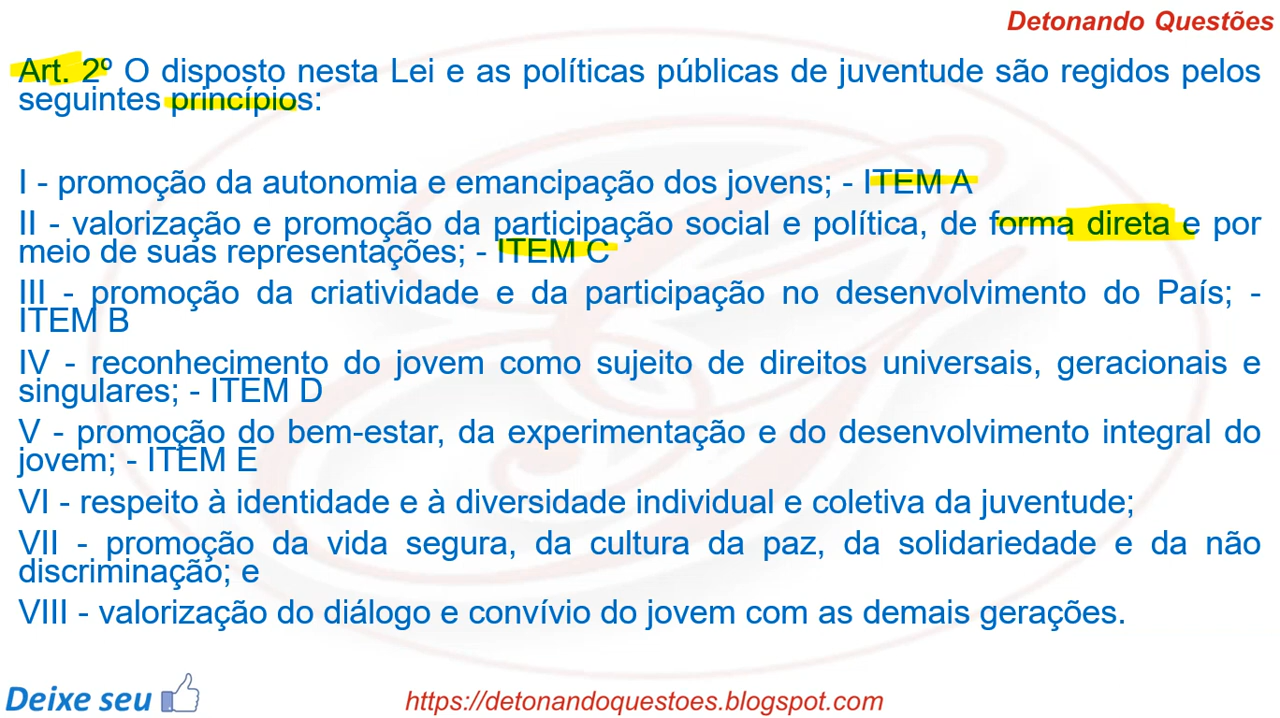 Detonando Questões
Art. 2º O disposto nesta Lei e as políticas públicas de juventude são regidos pelos
seguintes princípios:
I - promoção da autonomia e emancipação dos jovens; - ITEM A
II - valorização e promoção da participação social e política, de forma direta e por
meio de suas representações; - ITEM C
III - promoção da criatividade e da participação no desenvolvimento do País; -
ITEM B
IV - reconhecimento do jovem como sujeito de direitos universais, geracionais e
singulares; - ITEM D
V - promoção do bem-estar, da experimentação e do desenvolvimento integral do
jovem; - ITEM E
VI - respeito à identidade e à diversidade individual e coletiva da juventude;
VII - promoção da vida segura, da cultura da paz, da solidariedade e da não
discriminação; e
VIII - valorização do diálogo e convívio do jovem com as demais gerações.
Deixe seu
https://detonandoquestoes.blogspot.com